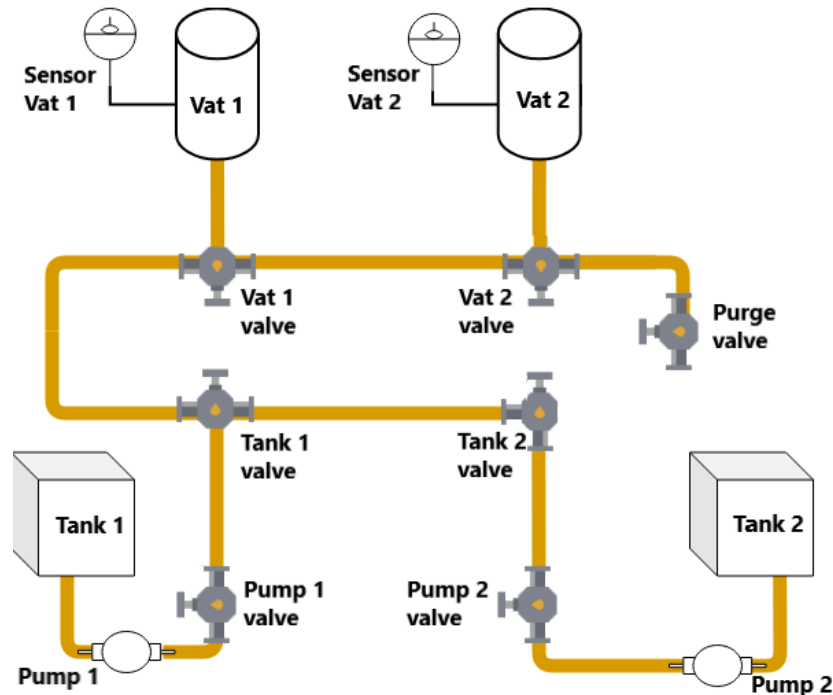 Sensor
Vat 1
Vat 1
Sensor
Vat 2
Vat 2
Vat 1
valve
Vat 2
valve
Purge
valve
Tank 1
valve
Tank 2
valve
Tank 1
Tank 2
Pump 1
valve
Pump 2
valve
Pump 1
Pump 2